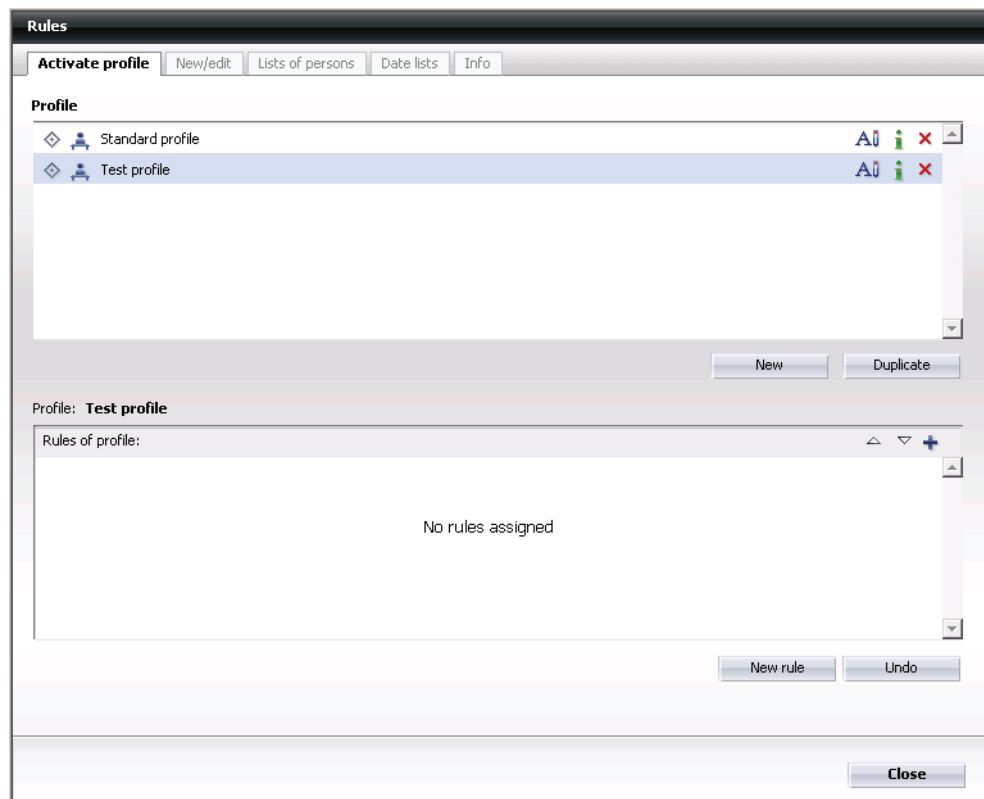 Rules
Activate profile New/edit Lists of persons Date lists Info
Profile
Standard profile
Test profile
New Duplicate
Profile: Test profile
Rules of profile:
No rules assigned
New rule Undo
Close